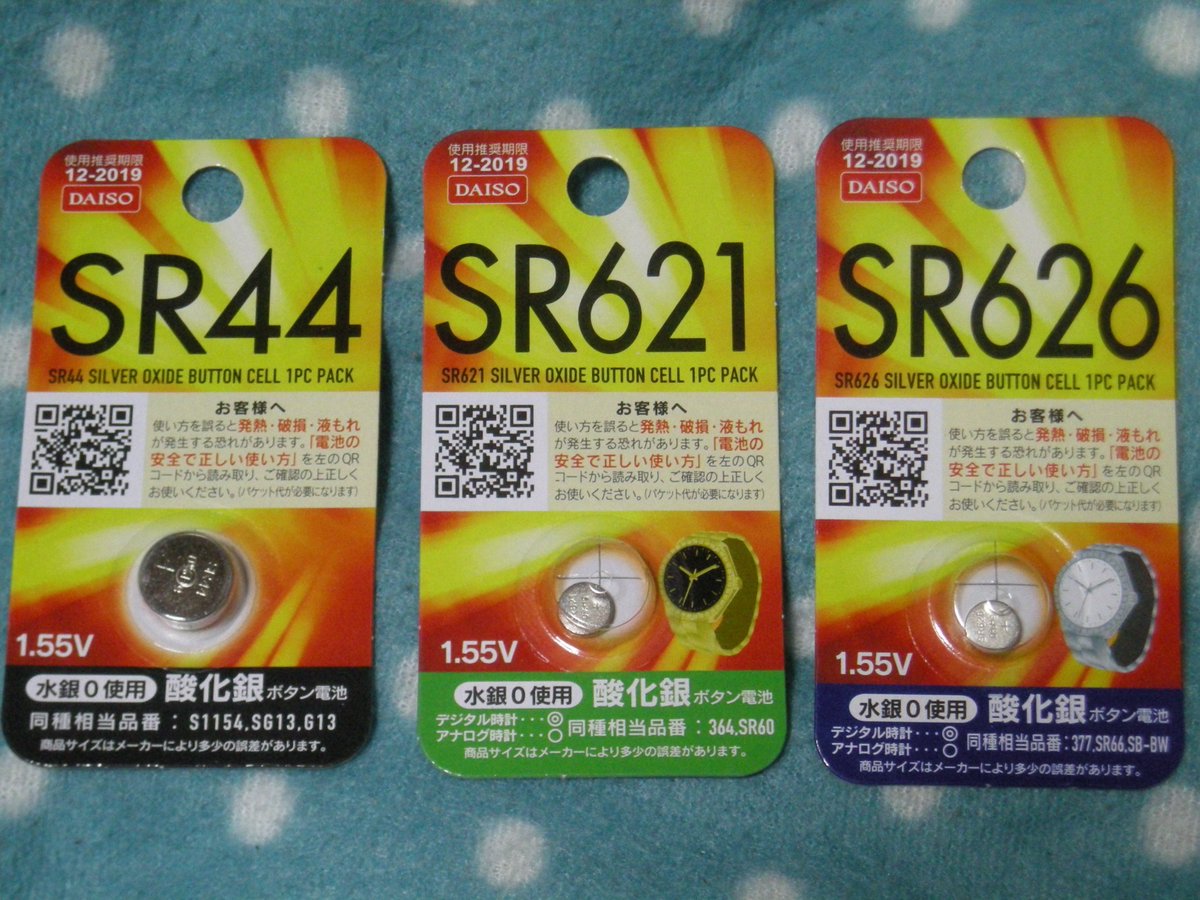 使用推奨期限
12-2019
DAISO
SR44
SR44 SILVER OXIDE BUTTON CELL 1PC PACK
お客様へ
使い方を誤ると発熱・破損・液もれ
が発生する恐れがあります。「電池の
安全で正しい使い方」を左のQR
コードから読み取り、ご確認の上正しく
お使いください。(パケット代が必要になります)
1.55V
水銀0使用 酸化銀ボタン電池
同種相当品番：S1154,SG13,G13
商品サイズはメーカーにより多少の誤差があります。
使用推奨期限
12-2019
DAISO
SR621
SR621 SILVER OXIDE BUTTON CELL 1PC PACK
お客様へ
使い方を誤ると発熱・破損・液もれ
が発生する恐れがあります。「電池の
安全で正しい使い方」を左のQR
コードから読み取り、ご確認の上正しく
お使いください。(パケット代が必要になります)
1.55V
水銀0使用 酸化銀ボタン電池
デジタル時計・・・◎
アナログ時計・・・○
同種相当品番：364,SR60
商品サイズはメーカーにより多少の誤差があります。
使用推奨期限
12-2019
DAISO
SR626
SR626 SILVER OXIDE BUTTON CELL 1PC PACK
お客様へ
使い方を誤ると発熱・破損・液もれ
が発生する恐れがあります。「電池の
安全で正しい使い方」を左のQR
コードから読み取り、ご確認の上正しく
お使いください。(パケット代が必要になります)
1.55V
水銀0使用 酸化銀ボタン電池
デジタル時計・・・◎
アナログ時計・・・○
同種相当品番：377,SR66,SB-BW
商品サイズはメーカーにより多少の誤差があります。